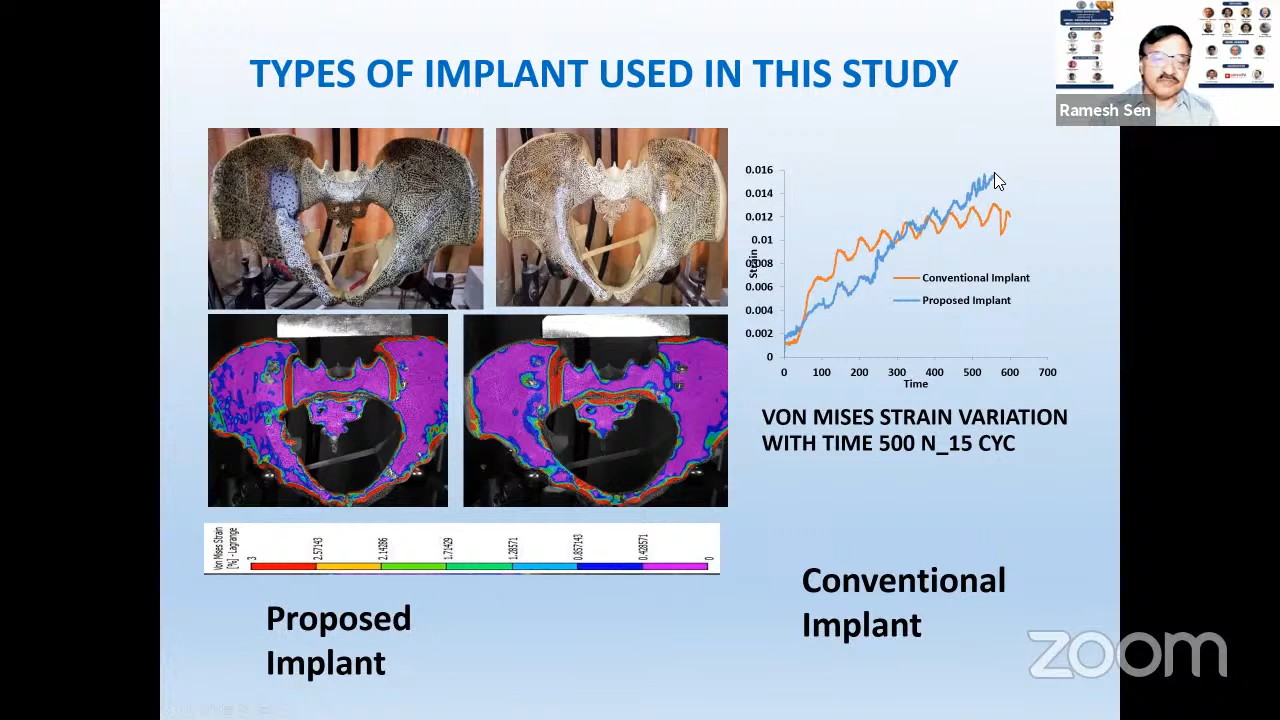 TYPES OF IMPLANT USED IN THIS STUDY
Ramesh Sen
0.016
0.014
0.012
0.01
0.008
0.006
0.004
0.002
0
Strain
Conventional Implant
Proposed Implant
0 100 200 300 400 500 600 700
Time
VON MISES STRAIN VARIATION
WITH TIME 500 N_15 CYC
Von Mises Strain
[%] - Lagrange
3
2.57143
2.14286
1.71429
1.28571
0.857143
0.428571
0
Proposed
Implant
Conventional
Implant
zoom